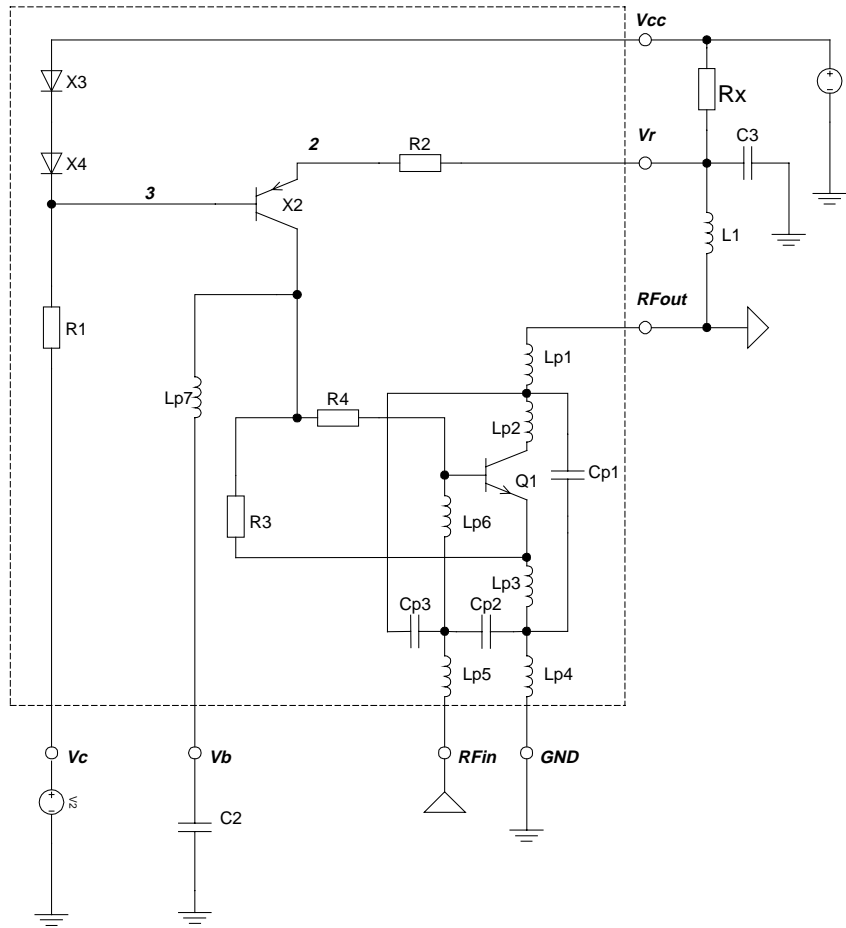 Vcc
X3
Rx
Vr
C3
2
R2
X4
3
X2
L1
RFout
R1
Lp1
Lp7
R4
Lp2
Q1
Cp1
R3
Lp6
Lp3
Cp3
Cp2
Lp5
Lp4
Vc
Vb
RFin
GND
V2
C2